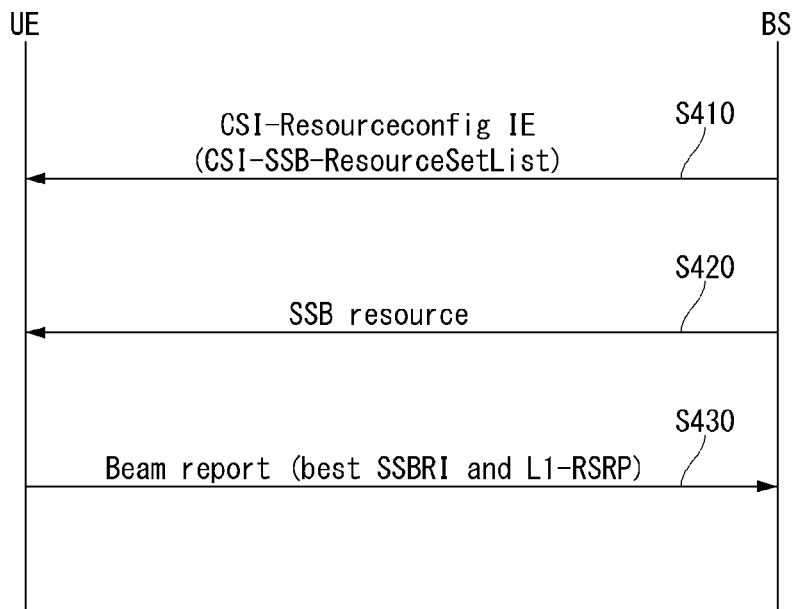 UE
BS
S410
CSI-Resourceconfig IE
(CSI-SSB-ResourceSetList)
S420
SSB resource
S430
Beam report (best SSBRI and L1-RSRP)